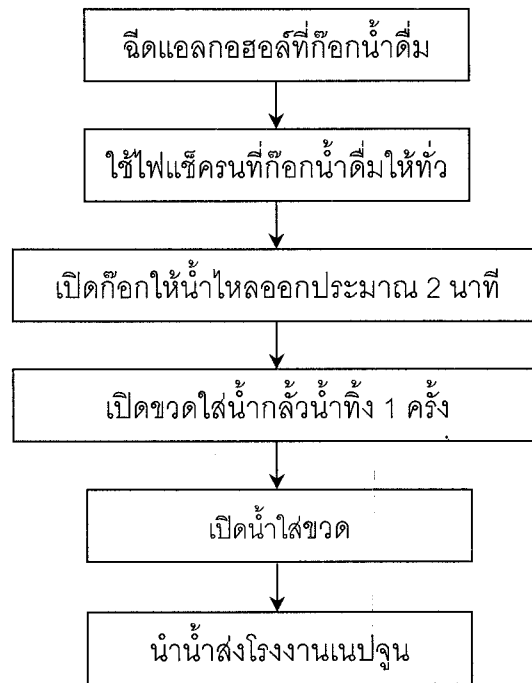 ฉีดแอลกอฮอล์ที่ก๊อกน้ำดื่ม
ใช้ไฟแช็ครนที่ก๊อกน้ำดื่มให้ทั่ว
เปิดก๊อกให้น้ำไหลออกประมาณ 2 นาที
เปิดขวดใส่น้ำกลั้วน้ำทิ้ง 1 ครั้ง
เปิดน้ำใส่ขวด
นำน้ำส่งโรงงานเนปจูน